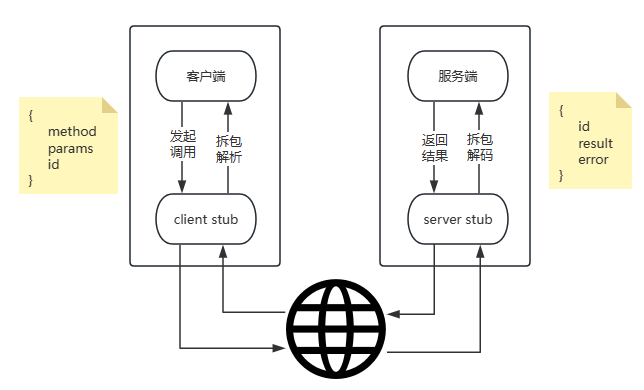 {
method
params
id
}
客户端
发起
调用
拆包
解析
client stub
服务端
返回
结果
拆包
解码
server stub
{
id
result
error
}